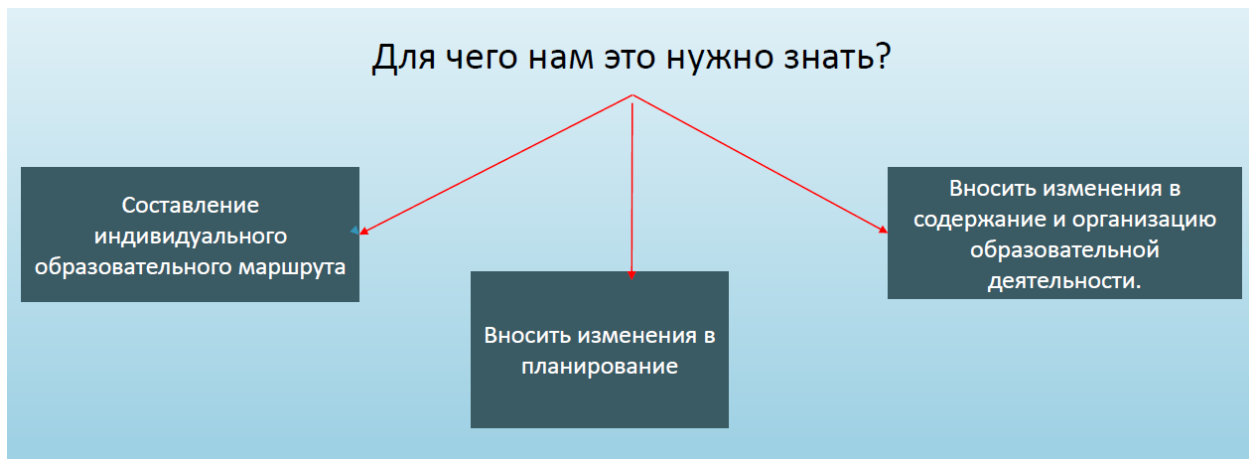 Для чего нам это нужно знать?
Составление
индивидуального
образовательного маршрута
Вносить изменения в
планирование
Вносить изменения в
содержание и организацию
образовательной
деятельности.